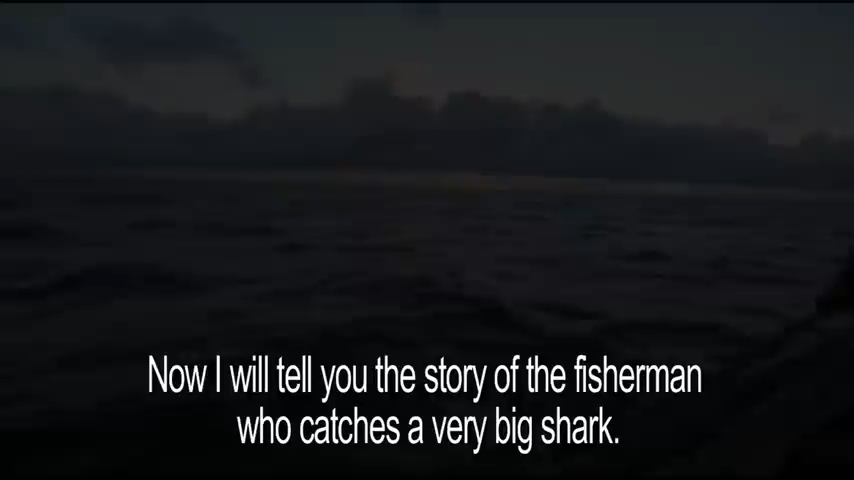 Now I will tell you the story of the fisherman
who catches a very big shark.